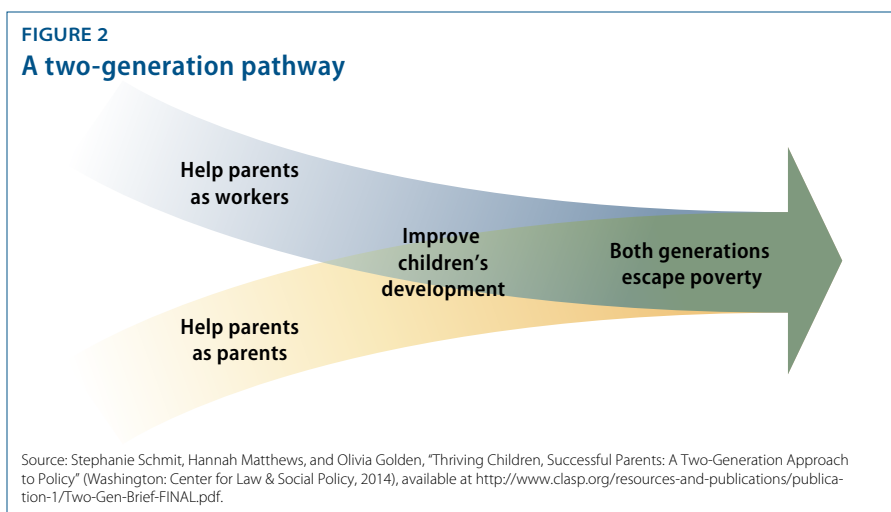 FIGURE 2
A two-generation pathway
Help parents
as workers
Improve
children's
development
Both generations
escape poverty
Help parents
as parents
Source: Stephanie Schmit, Hannah Matthews, and Olivia Golden, "Thriving Children, Successful Parents: A Two-Generation Approach
to Policy" (Washington: Center for Law & Social Policy, 2014), available at http://www.clasp.org/resources-and-publications/publica-
tion-1/Two-Gen-Brief-FINAL.pdf.